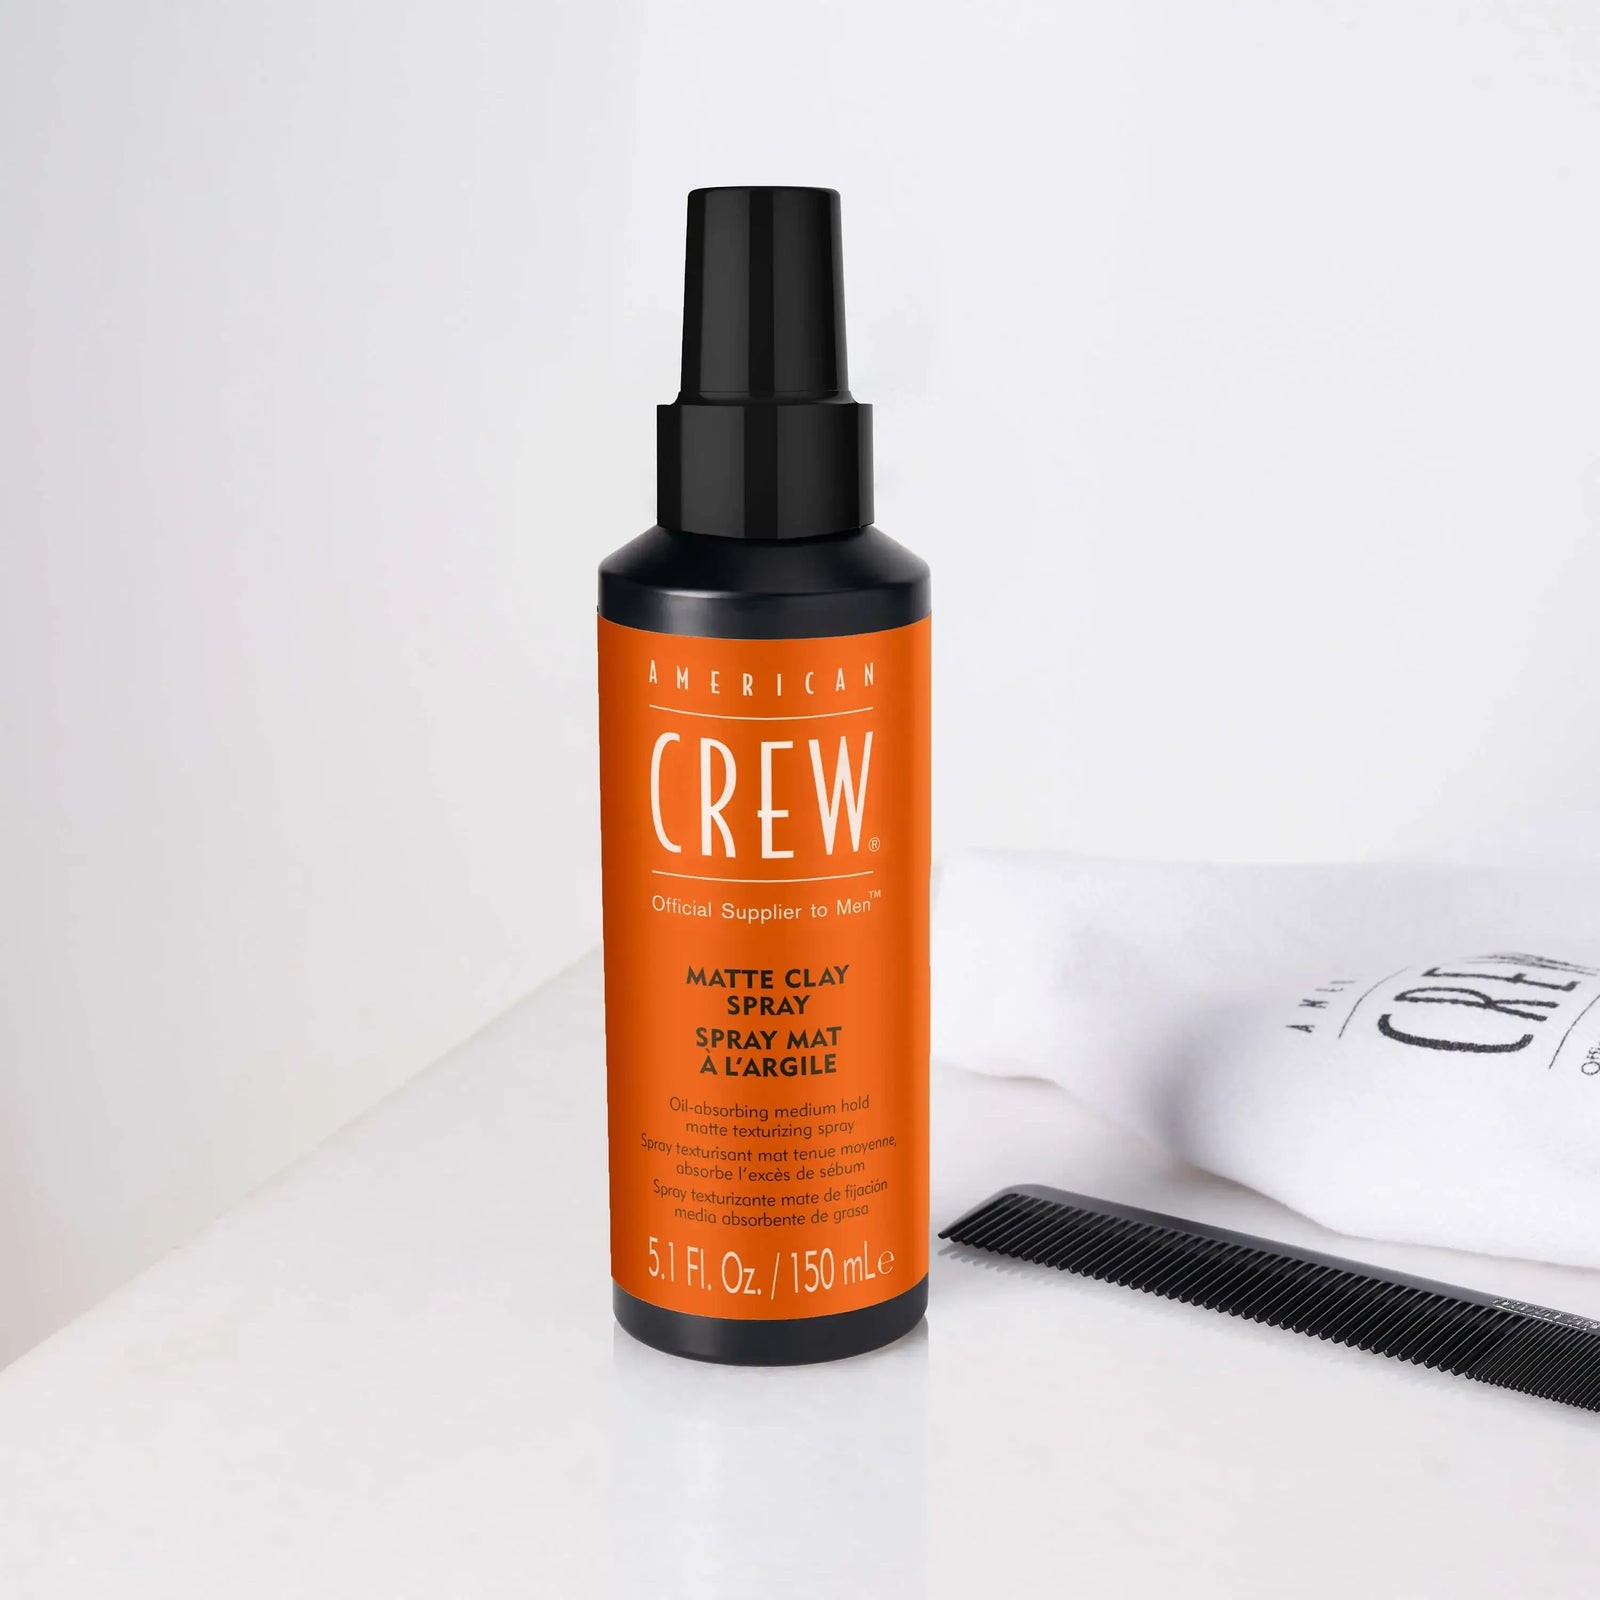 AMERICAN
CREW®
Official Supplier to Men™
MATTE CLAY
SPRAY
SPRAY MAT
À L'ARGILE
Oil-absorbing medium hold
matte texturizing spray
Spray texturisant mat tenue moyenne,
absorbe l'excès de sébum
Spray texturizante mate de fijación
media absorbente de grasa
5.1 Fl. Oz. / 150 mL℮
CREW